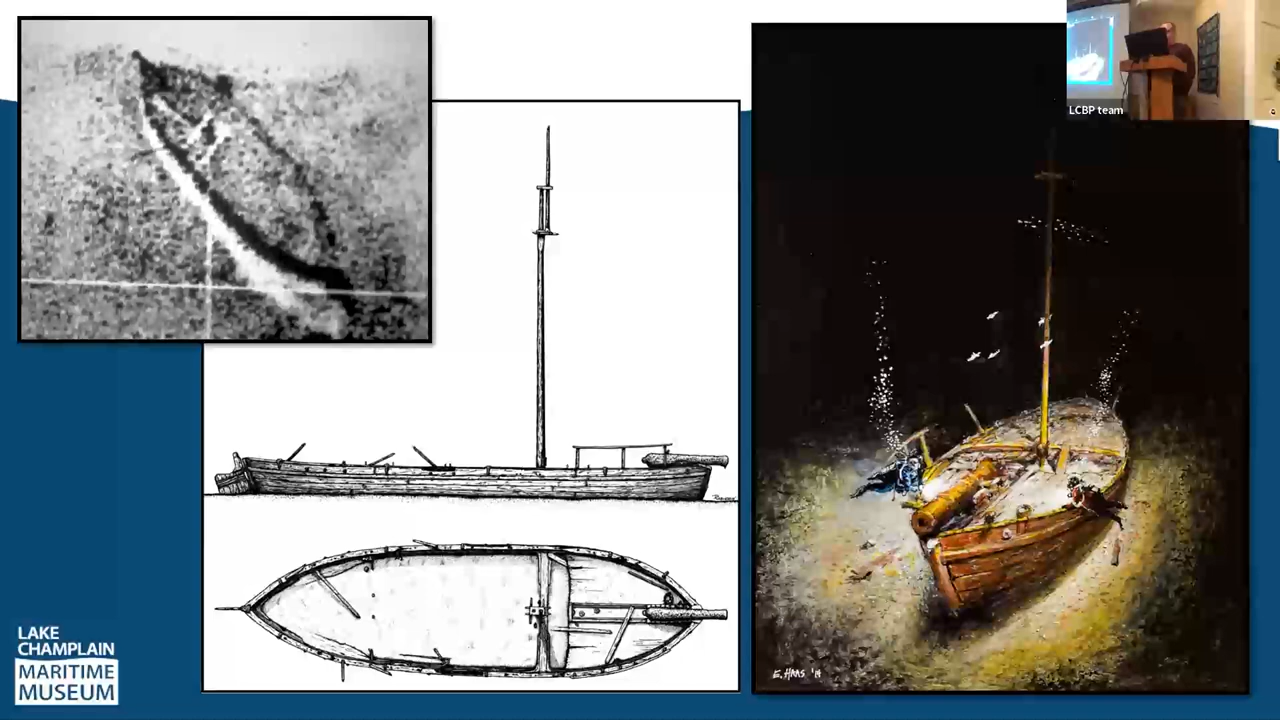 LCBP team
E. HAAS '14
LAKE
CHAMPLAIN
MARITIME
MUSEUM